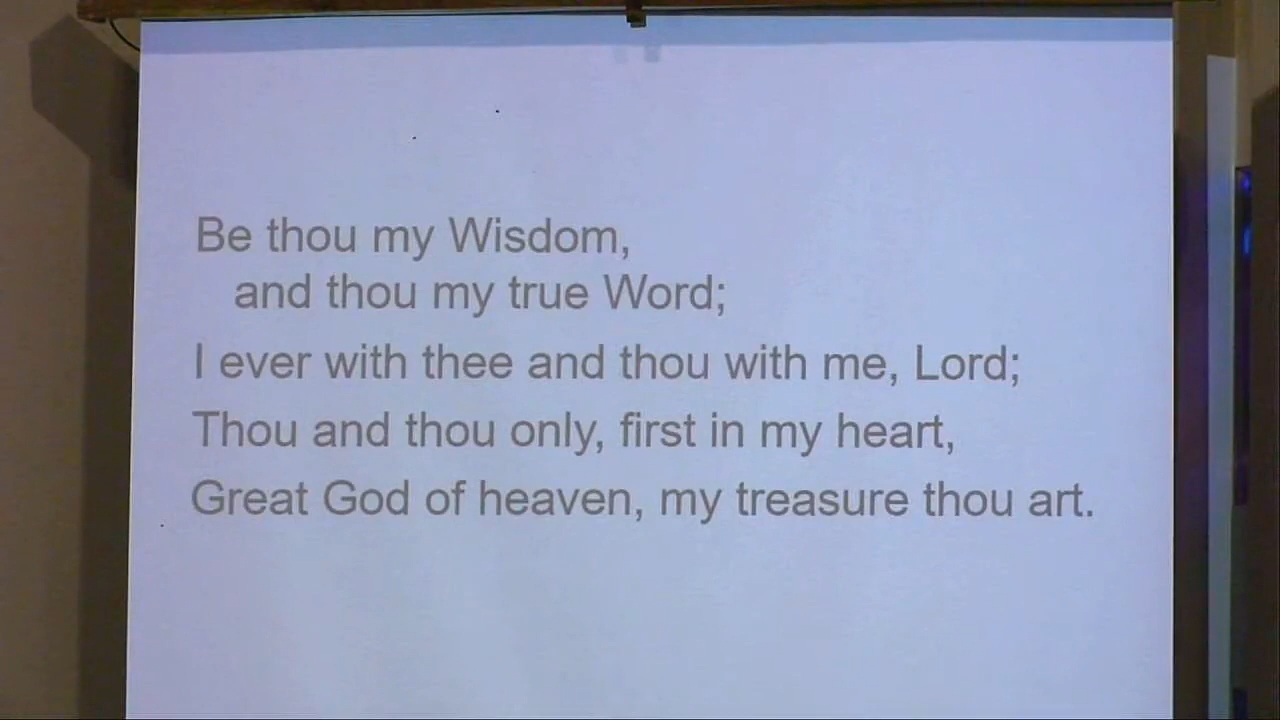 Be thou my Wisdom,
and thou my true Word;
I ever with thee and thou with me, Lord;
Thou and thou only, first in my heart,
Great God of heaven, my treasure thou art.